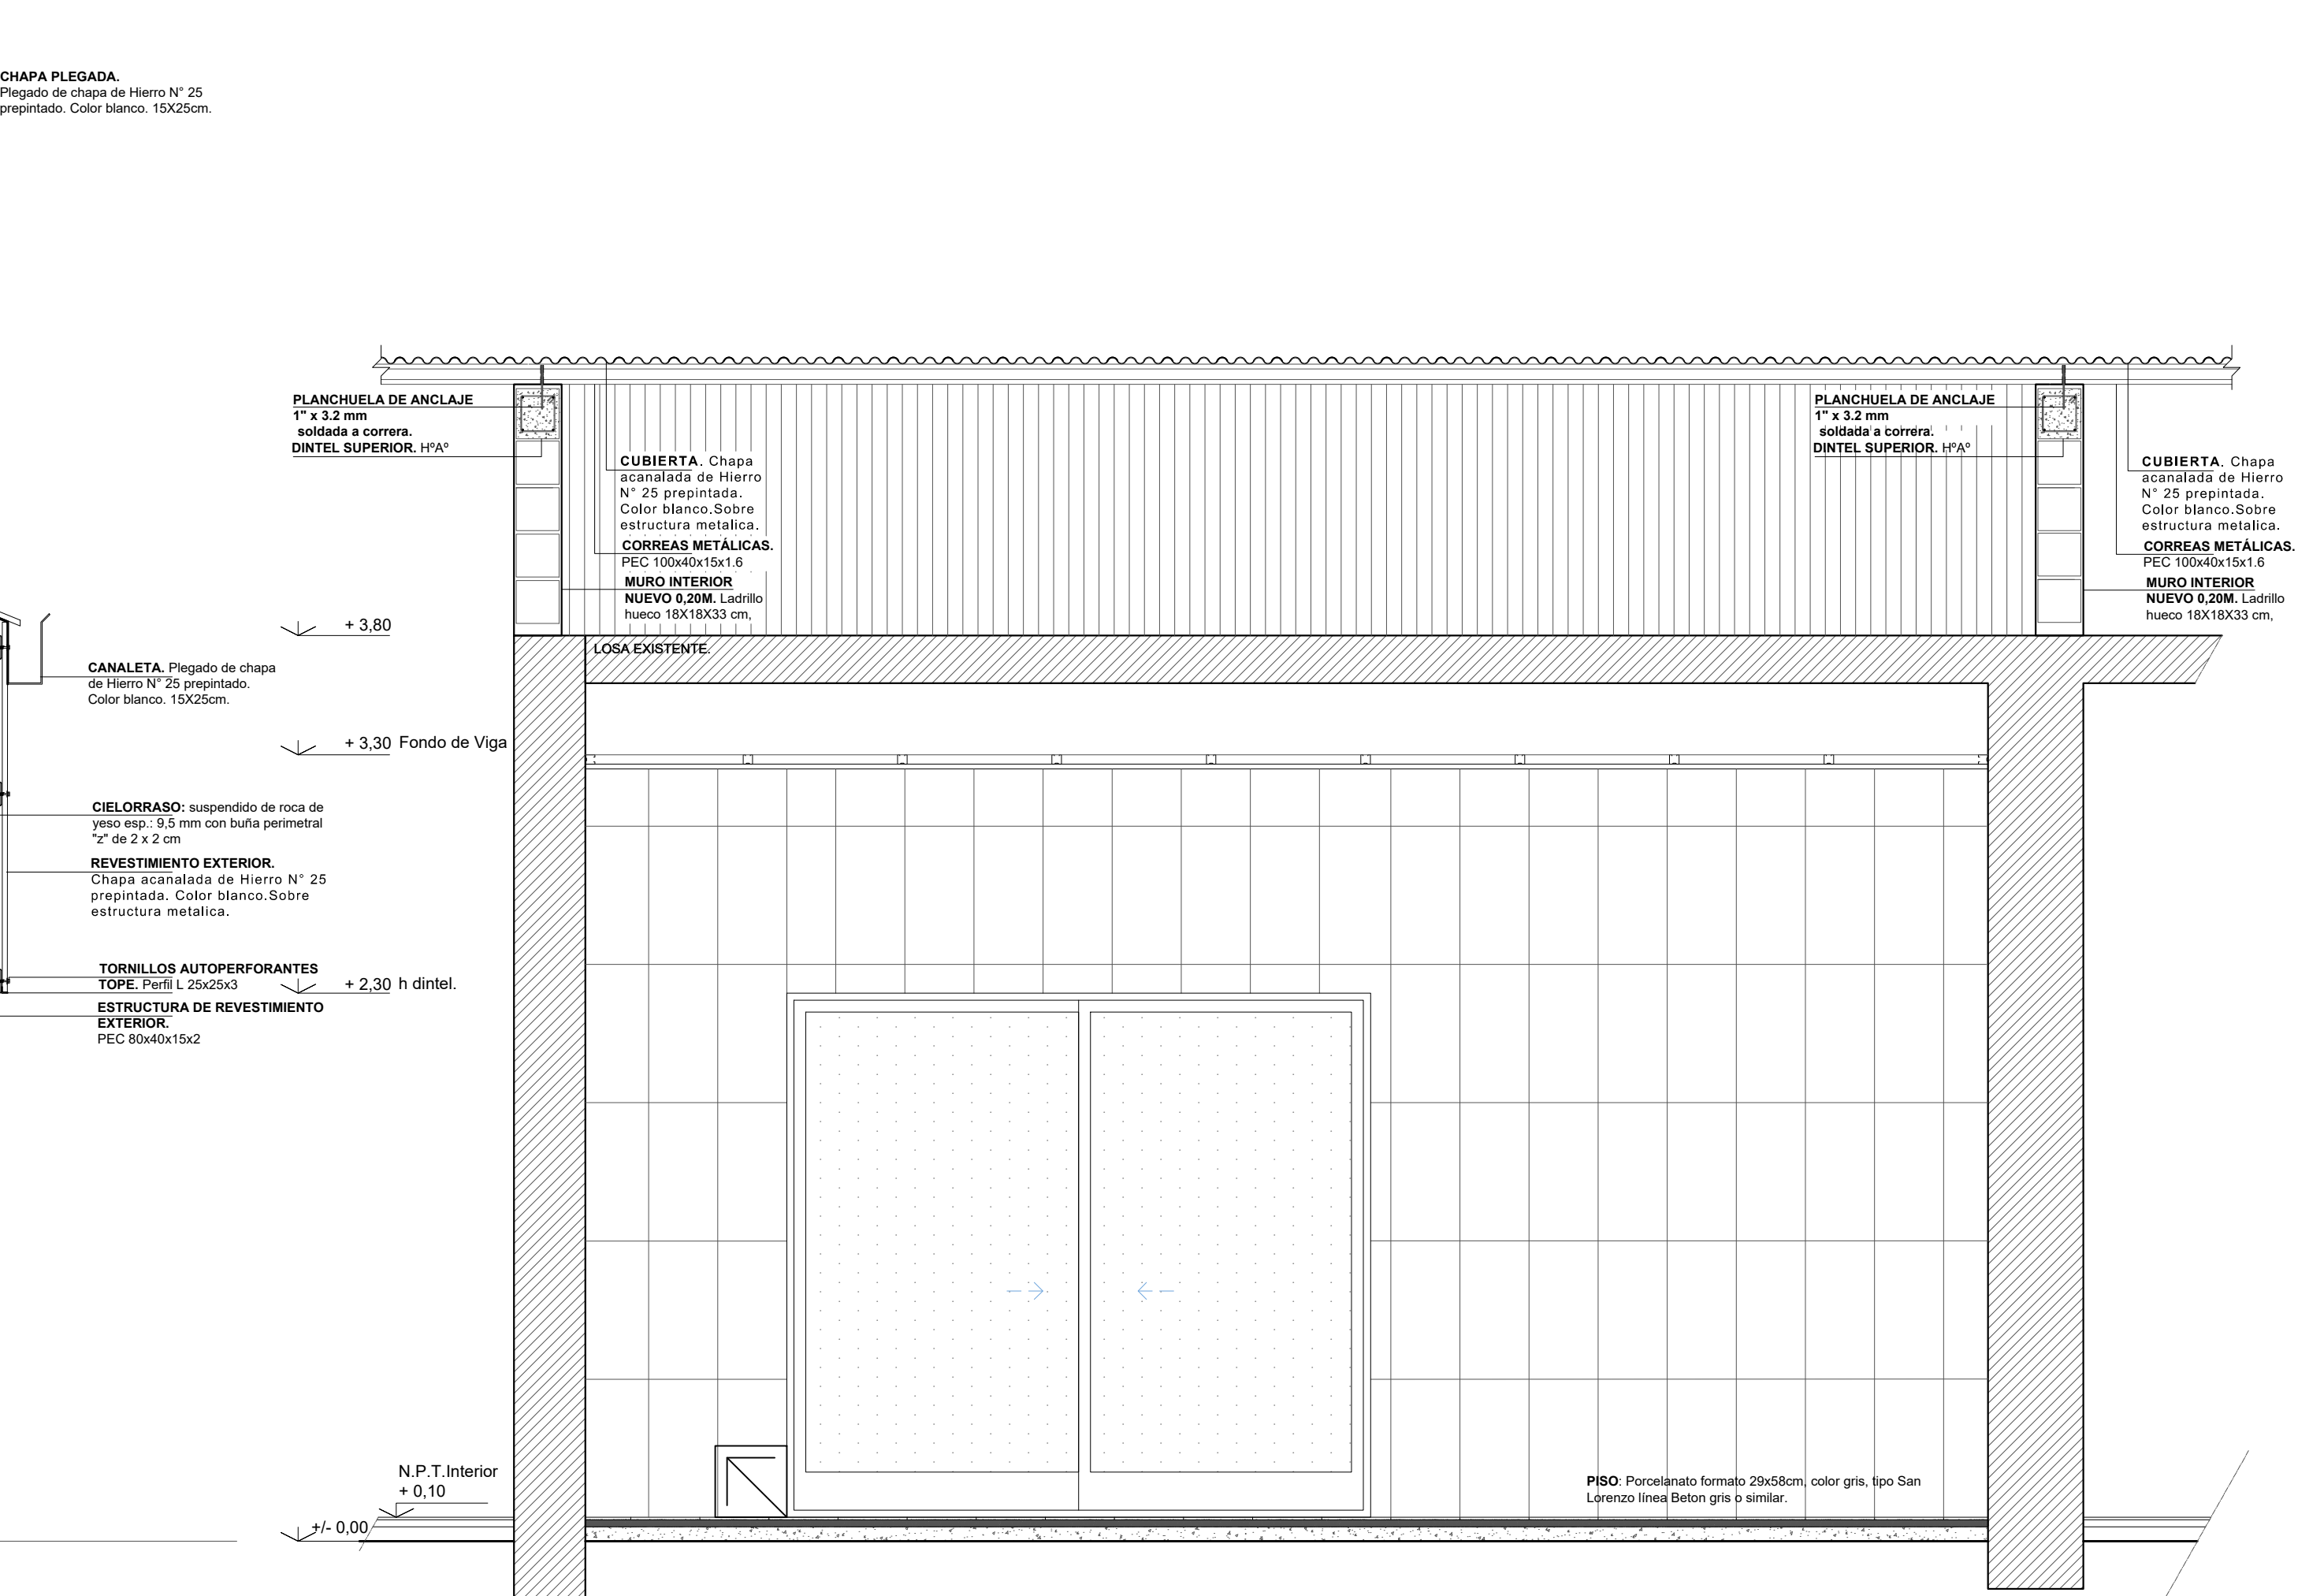 CHAPA PLEGADA.
Plegado de chapa de Hierro N° 25
prepintado. Color blanco. 15X25cm.
PLANCHUELA DE ANCLAJE
1" x 3.2 mm
soldada a correra.
DINTEL SUPERIOR. HºAº
CUBIERTA. Chapa
acanalada de Hierro
N° 25 prepintada.
Color blanco.Sobre
estructura metalica.
CORREAS METÁLICAS.
PEC 100x40x15x1.6
MURO INTERIOR
NUEVO 0,20M. Ladrillo
hueco 18X18X33 cm,
PLANCHUELA DE ANCLAJE
1" x 3.2 mm
soldada a correra.
DINTEL SUPERIOR. HºAº
CUBIERTA. Chapa
acanalada de Hierro
N° 25 prepintada.
Color blanco.Sobre
estructura metalica.
CORREAS METÁLICAS.
PEC 100x40x15x1.6
MURO INTERIOR
NUEVO 0,20M. Ladrillo
hueco 18X18X33 cm,
+ 3,80
LOSA EXISTENTE.
CANALETA. Plegado de chapa
de Hierro N° 25 prepintado.
Color blanco. 15X25cm.
+ 3,30 Fondo de Viga
CIELORRASO: suspendido de roca de
yeso esp.: 9,5 mm con buña perimetral
"z" de 2 x 2 cm
REVESTIMIENTO EXTERIOR.
Chapa acanalada de Hierro N° 25
prepintada. Color blanco.Sobre
estructura metalica.
TORNILLOS AUTOPERFORANTES
TOPE. Perfil L 25x25x3
+ 2,30 h dintel.
ESTRUCTURA DE REVESTIMIENTO
EXTERIOR.
PEC 80x40x15x2
N.P.T.Interior
+ 0,10
+/- 0,00
PISO: Porcelanato formato 29x58cm, color gris, tipo San
Lorenzo línea Beton gris o similar.